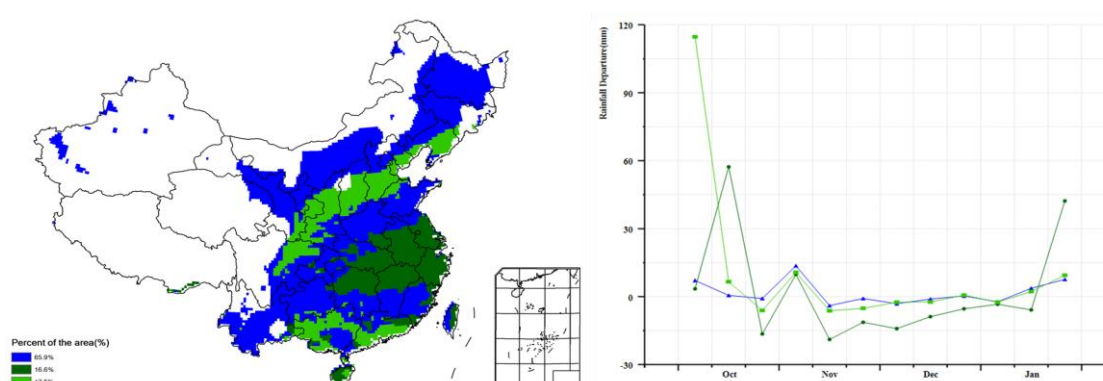 Percent of the area(%)
65.9%
16.6%
Rainfall Departure(mm)
120
90
60
30
0
-30
Oct
Nov
Dec
Jan